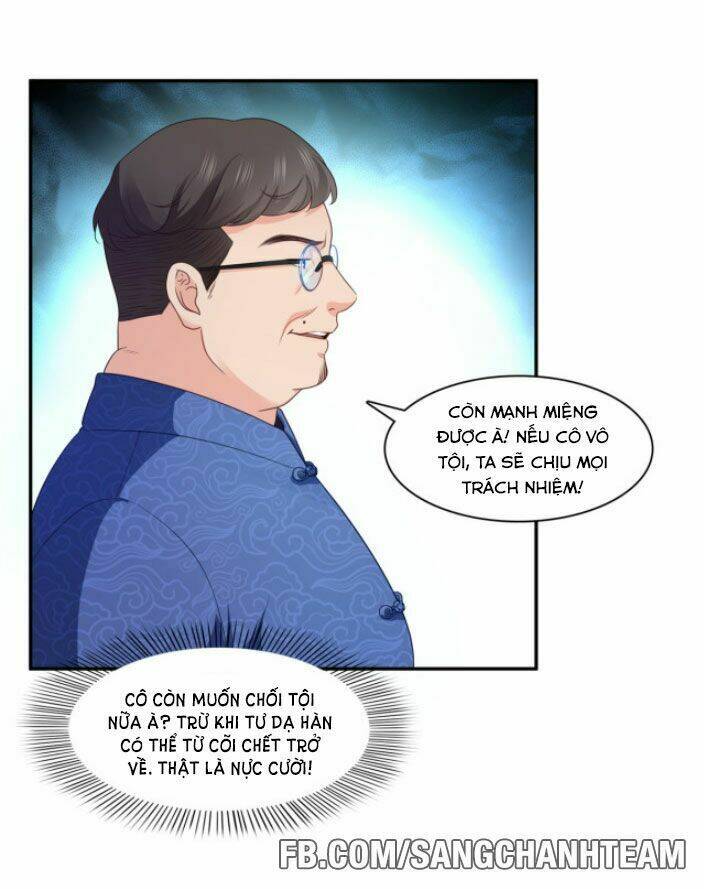 CÒN MẠNH MIỆNG
ĐƯỢC À! NẾU CÔ VÔ
TỘI, TA SẼ CHỊU MỌI
TRÁCH NHIỆM!
CÔ CÒN MUỐN CHỐI TỘI
NỮA À? TRỪ KHI TƯ DẠ HÀN
CÓ THỂ TỪ CÕI CHẾT TRỞ
VỀ. THẬT LÀ NỰC CƯỜI!
FB.COM/SANGCHANHTEAM